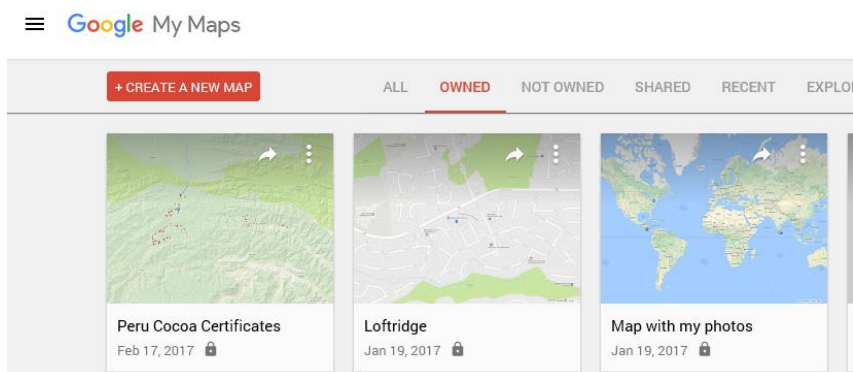 Google My Maps
+ CREATE A NEW MAP
ALL OWNED NOT OWNED SHARED RECENT EXPLO
Peru Cocoa Certificates Loftridge Map with my photos
Feb 17, 2017 Jan 19, 2017 Jan 19, 2017